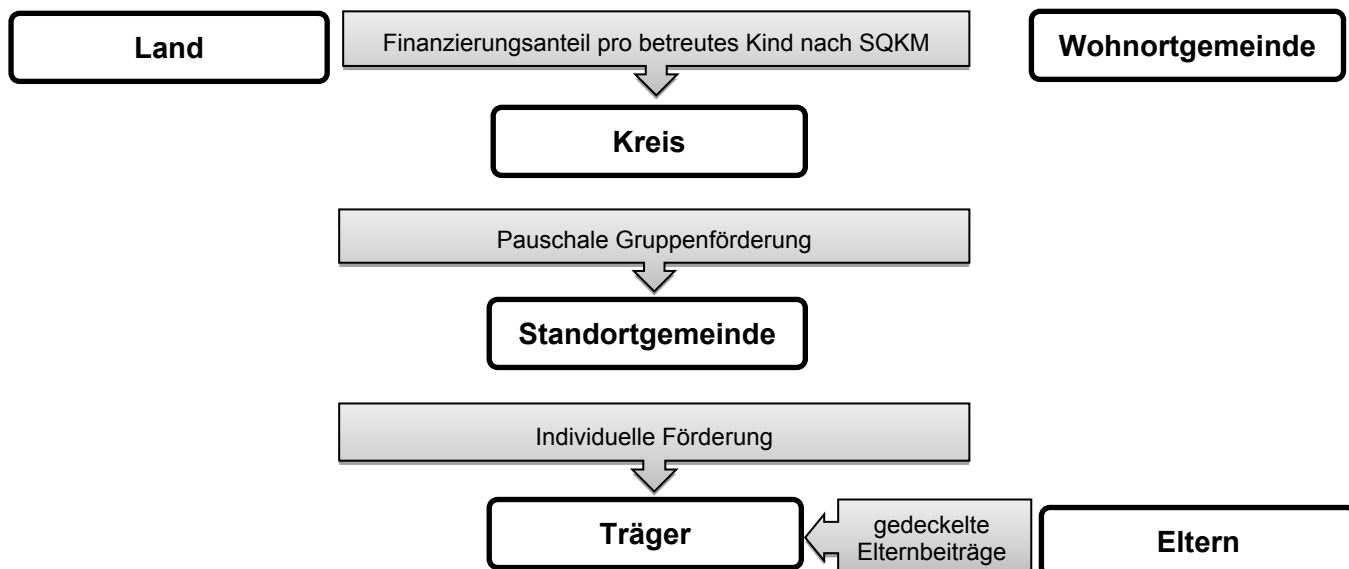 Land
Finanzierungsanteil pro betreutes Kind nach SQKM
Wohnortgemeinde
Kreis
Pauschale Gruppenförderung
Standortgemeinde
Individuelle Förderung
Träger
gedeckelte
Elternbeiträge
Eltern